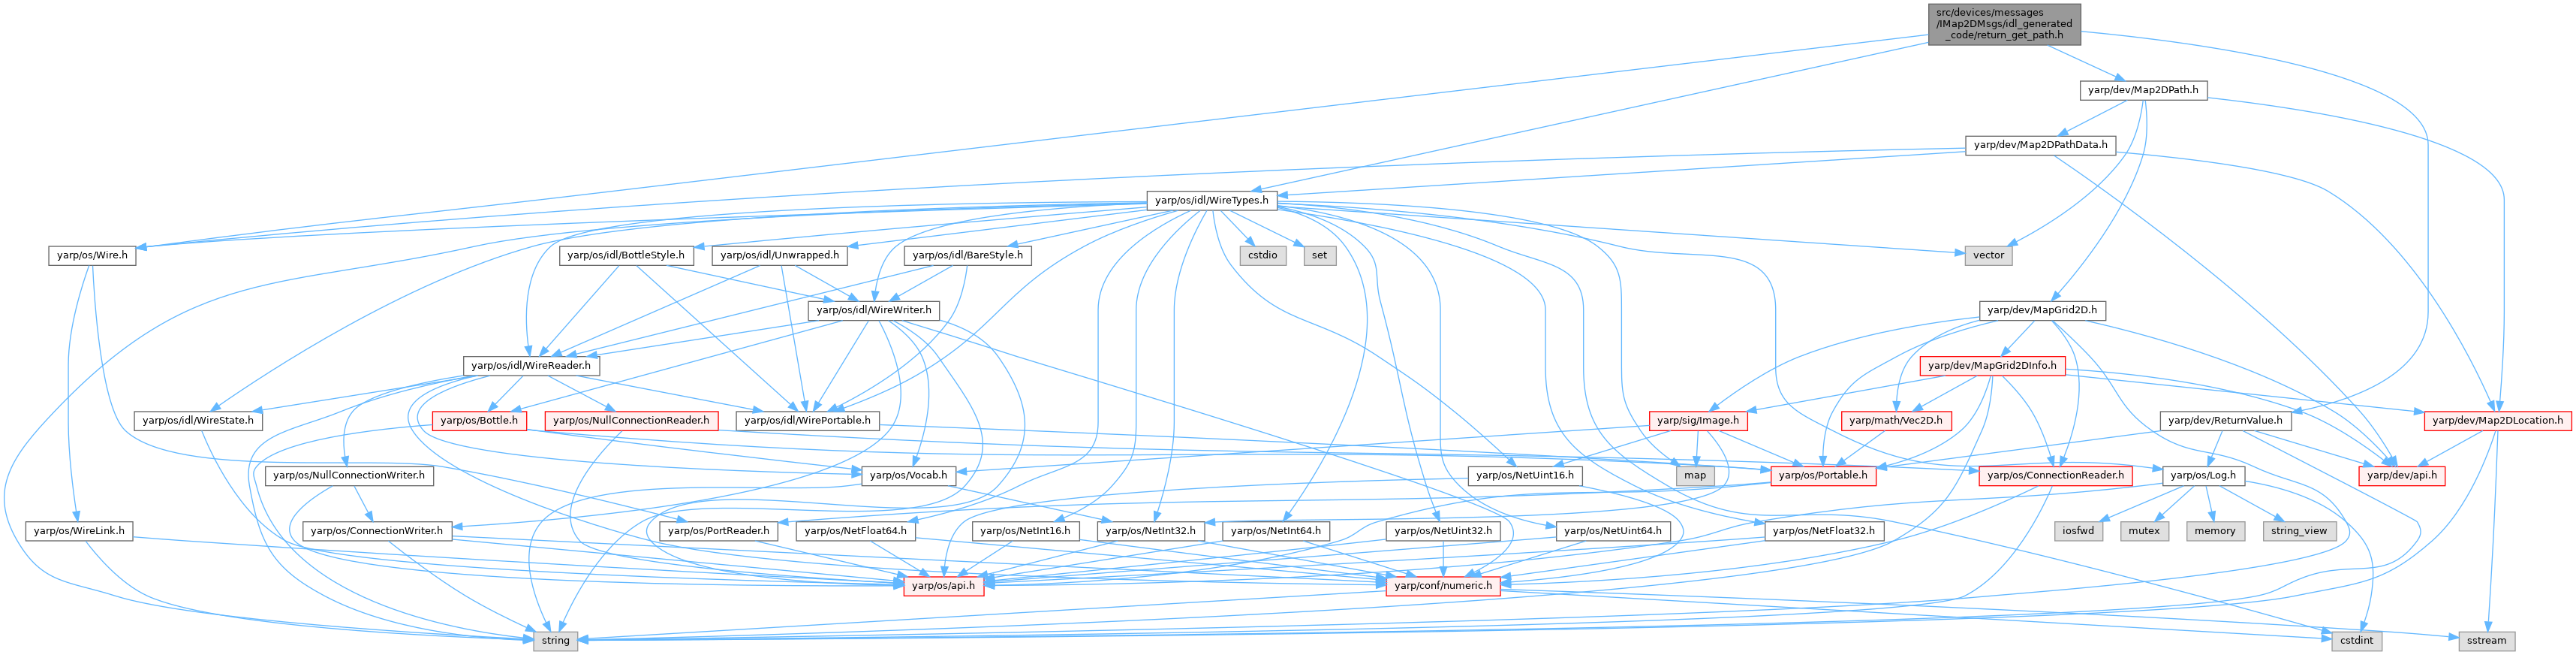 src/devices/messages
/IMap2DMsgs/idl_generated
_code/return_get_path.h
yarp/dev/Map2DPath.h
yarp/dev/Map2DPathData.h
yarp/os/idl/WireTypes.h
yarp/os/Wire.h
yarp/os/idl/BottleStyle.h
yarp/os/idl/Unwrapped.h
yarp/os/idl/BareStyle.h
cstdio
set
vector
yarp/os/idl/WireWriter.h
yarp/dev/MapGrid2D.h
yarp/os/idl/WireReader.h
yarp/dev/MapGrid2DInfo.h
yarp/os/idl/WireState.h
yarp/os/Bottle.h
yarp/os/NullConnectionReader.h
yarp/os/idl/WirePortable.h
yarp/sig/Image.h
yarp/math/Vec2D.h
yarp/dev/ReturnValue.h
yarp/dev/Map2DLocation.h
yarp/os/NullConnectionWriter.h
yarp/os/Vocab.h
yarp/os/NetUint16.h
map
yarp/os/Portable.h
yarp/os/ConnectionReader.h
yarp/os/Log.h
yarp/dev/api.h
yarp/os/WireLink.h
yarp/os/ConnectionWriter.h
yarp/os/PortReader.h
yarp/os/NetFloat64.h
yarp/os/NetInt16.h
yarp/os/NetInt32.h
yarp/os/NetInt64.h
yarp/os/NetUint32.h
yarp/os/NetUint64.h
yarp/os/NetFloat32.h
iosfwd
mutex
memory
string_view
yarp/os/api.h
yarp/conf/numeric.h
string
cstdint
sstream